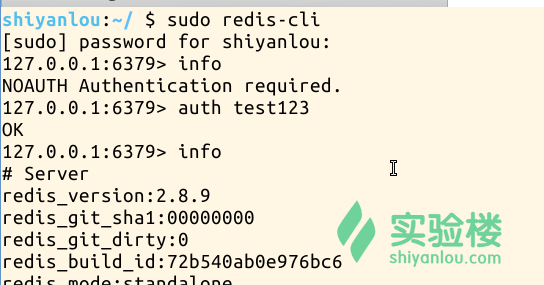 shiyanlou:~/ $ sudo redis-cli
[sudo] password for shiyanlou:
127.0.0.1:6379> info
NOAUTH Authentication required.
127.0.0.1:6379> auth test123
OK
127.0.0.1:6379> info
# Server
redis_version:2.8.9
redis_git_sha1:00000000
redis_git_dirty:0
redis_build_id:72b540ab0e976bc6
redis_mode:standalone
实验楼
shiyanlou.com